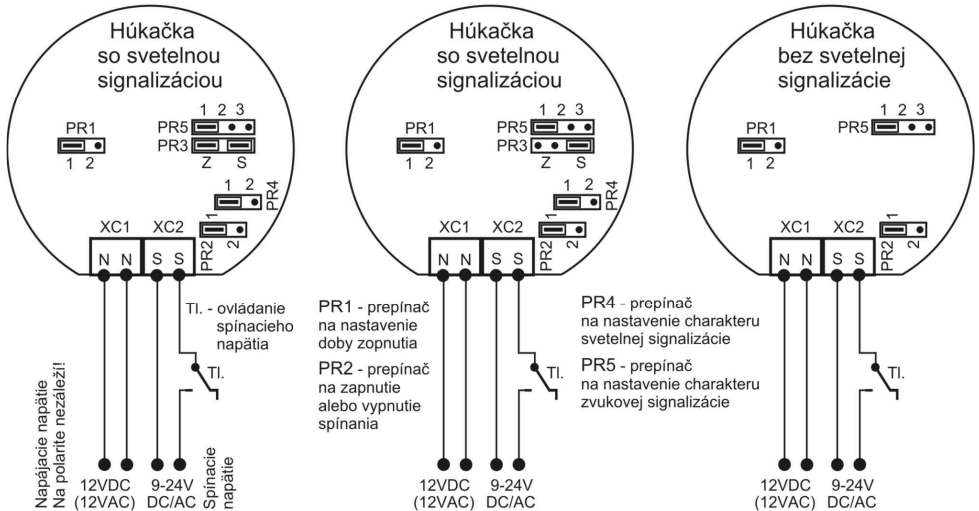 Húkačka
so svetelnou
signalizáciou
1 2 3
PR1
PR5
PR3
1 2
Z S
1 2
PR4
1
2
PR2
XC1 XC2
N N S S
Tl. - ovládanie
spínacieho
napätia
Tl.
Napájacie napätie
Na polarite nezáleží!
12VDC
(12VAC)
9-24V
DC/AC
Spínacie
napätie
Húkačka
so svetelnou
signalizáciou
1 2 3
PR1
PR5
PR3
1 2
Z S
1 2
PR4
1
2
PR2
XC1 XC2
N N S S
PR1 - prepínač
na nastavenie
doby zopnutia
PR2 - prepínač
na zapnutie
alebo vypnutie
spínania
Tl.
12VDC
(12VAC)
9-24V
DC/AC
Húkačka
bez svetelnej
signalizácie
1 2 3
PR1
PR5
1 2
1
2
PR2
XC1 XC2
N N S S
PR4 - prepínač
na nastavenie charakteru
svetelnej signalizácie
PR5 - prepínač
na nastavenie charakteru
zvukovej signalizácie
Tl.
12VDC
(12VAC)
9-24V
DC/AC